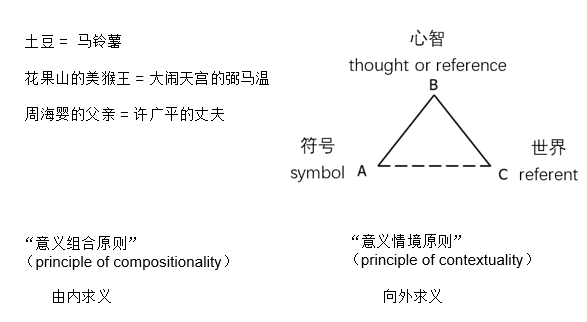 土豆 = 马铃薯
花果山的美猴王 = 大闹天宫的弼马温
周海婴的父亲 = 许广平的丈夫
心智
thought or reference
B
符号
symbol A
世界
C referent
“意义组合原则”
（principle of compositionality）
由内求义
“意义情境原则”
（principle of contextuality）
向外求义